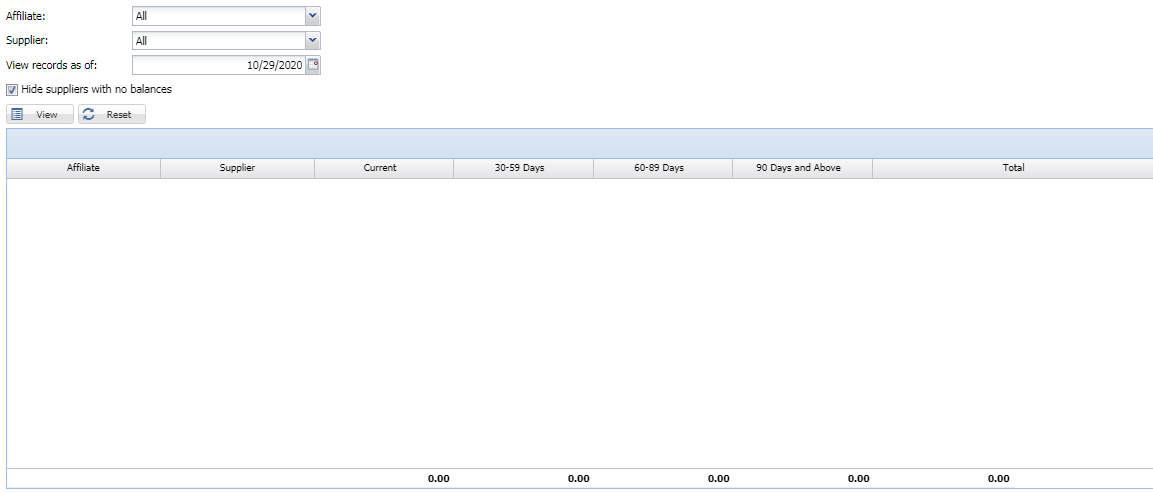 Affiliate: All
Supplier: All
View records as of: 10/29/2020
Hide suppliers with no balances
View Reset
Affiliate Supplier Current 30-59 Days 60-89 Days 90 Days and Above Total
0.00 0.00 0.00 0.00 0.00